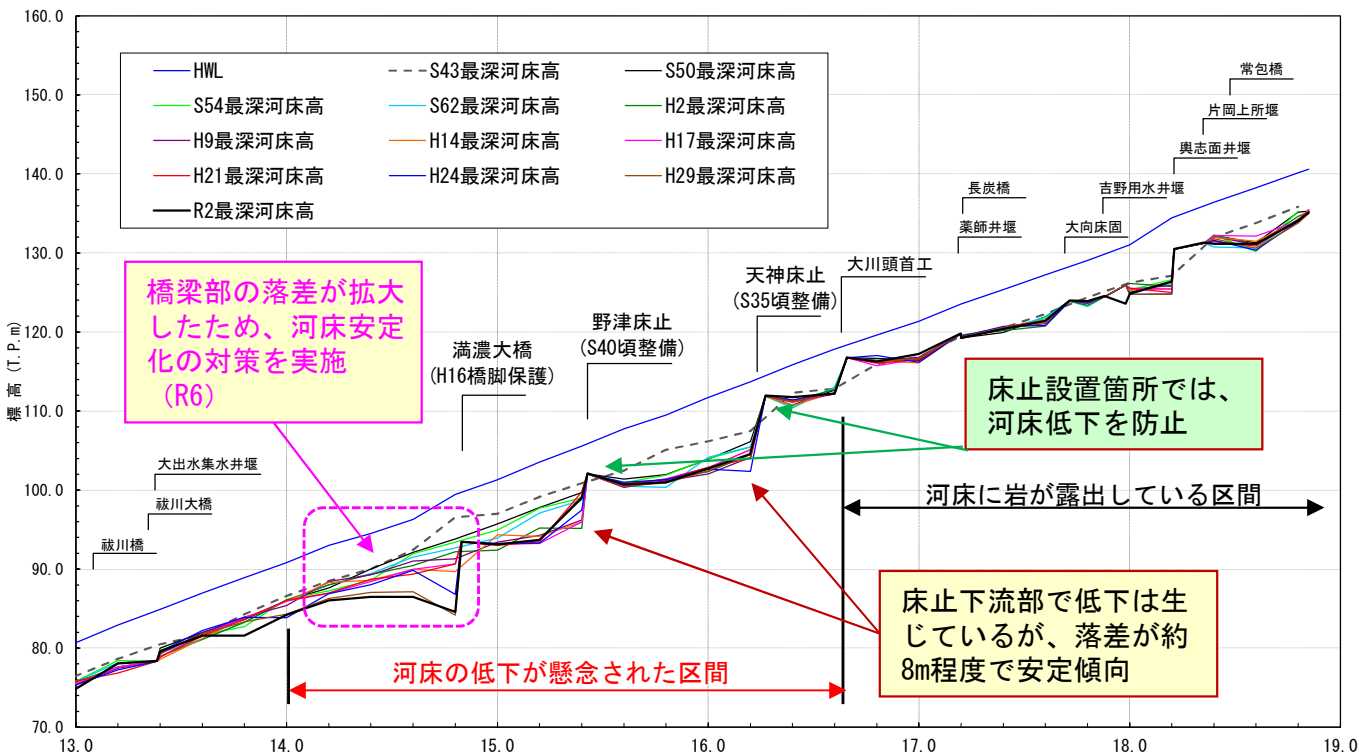 160.0
150.0
140.0
130.0
120.0
110.0
100.0
90.0
80.0
70.0
標高(T.P.m)
HWL
S43最深河床高
S50最深河床高
S54最深河床高
S62最深河床高
H2最深河床高
H9最深河床高
H14最深河床高
H17最深河床高
H21最深河床高
H24最深河床高
H29最深河床高
R2最深河床高
常包橋
片岡上所堰
輿志面井堰
吉野用水井堰
長炭橋
薬師井堰
大向床固
大川頭首工
天神床止
(S35頃整備)
野津床止
(S40頃整備)
満濃大橋
(H16橋脚保護)
大出水集水井堰
祓川大橋
祓川橋
橋梁部の落差が拡大
したため、河床安定
化の対策を実施
(R6)
床止設置箇所では、
河床低下を防止
河床に岩が露出している区間
床止下流部で低下は生
じているが、落差が約
8m程度で安定傾向
河床の低下が懸念された区間
13.0
14.0
15.0
16.0
17.0
18.0
19.0